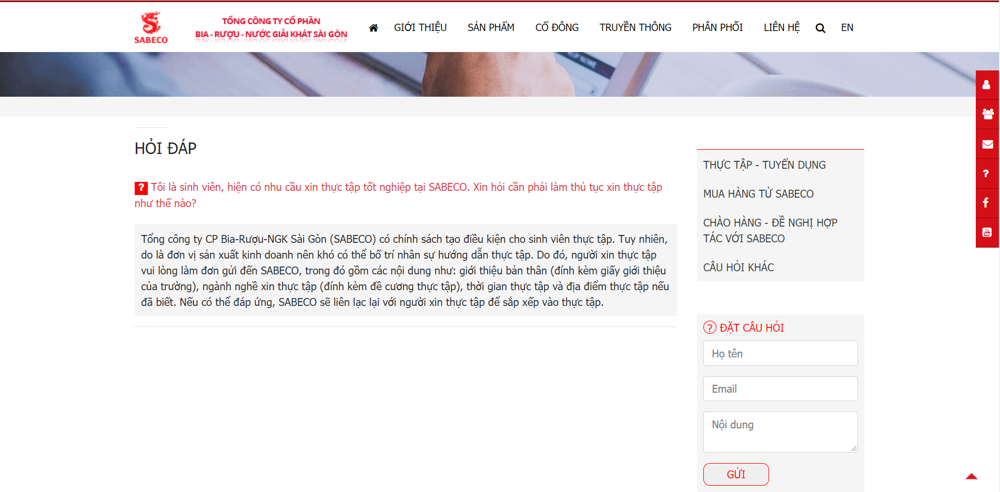 SABECO
TỔNG CÔNG TY CỔ PHẦN
BIA - RƯỢU - NƯỚC GIẢI KHÁT SÀI GÒN
GIỚI THIỆU SẢN PHẨM CỔ ĐÔNG TRUYỀN THÔNG PHÂN PHỐI LIÊN HỆ EN
HỎI ĐÁP
? Tôi là sinh viên, hiện có nhu cầu xin thực tập tốt nghiệp tại SABECO. Xin hỏi cần phải làm thủ tục xin thực tập
như thế nào?
Tổng công ty CP Bia-Rượu-NGK Sài Gòn (SABECO) có chính sách tạo điều kiện cho sinh viên thực tập. Tuy nhiên,
do là đơn vị sản xuất kinh doanh nên khó có thể bố trí nhân sự hướng dẫn thực tập. Do đó, người xin thực tập
vui lòng làm đơn gửi đến SABECO, trong đó gồm các nội dung như: giới thiệu bản thân (đính kèm giấy giới thiệu
của trường), ngành nghề xin thực tập (đính kèm đề cương thực tập), thời gian thực tập và địa điểm thực tập nếu
đã biết. Nếu có thể đáp ứng, SABECO sẽ liên lạc lại với người xin thực tập để sắp xếp vào thực tập.
THỰC TẬP - TUYỂN DỤNG
MUA HÀNG TỪ SABECO
CHÀO HÀNG - ĐỀ NGHỊ HỢP
TÁC VỚI SABECO
CÂU HỎI KHÁC
? ĐẶT CÂU HỎI
Họ tên
Email
Nội dung
GỬI
?
You
Tube